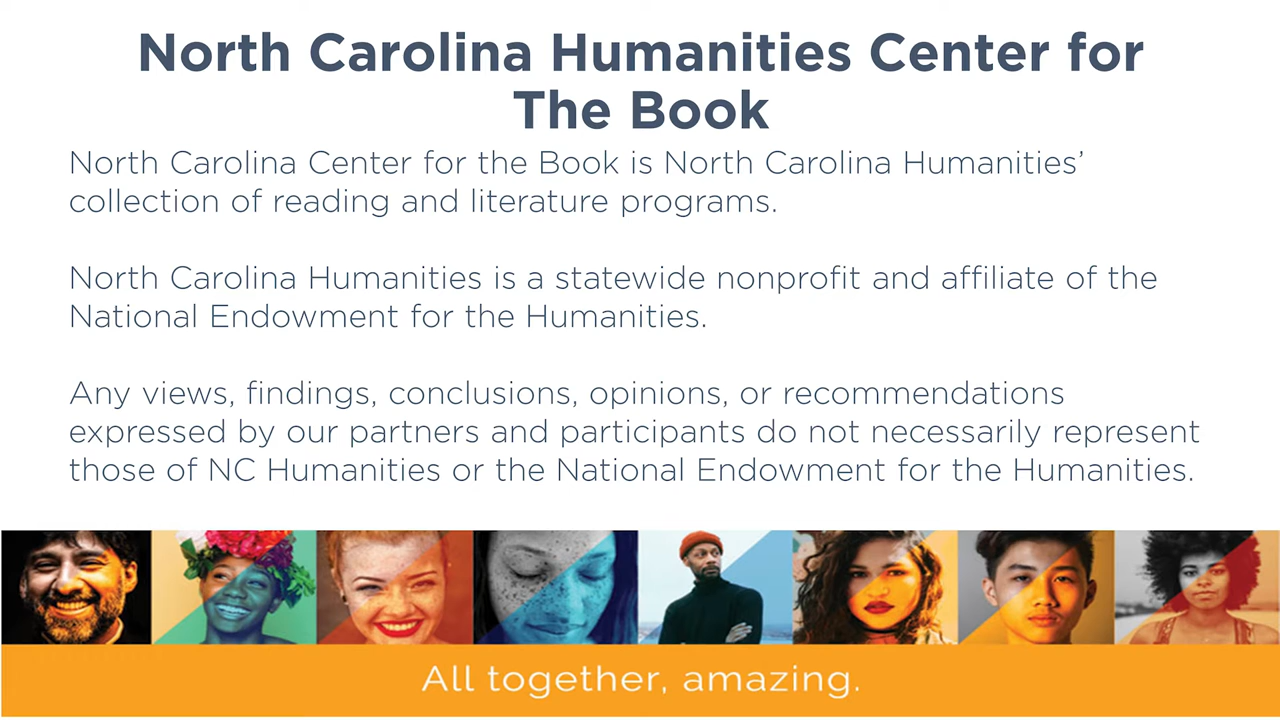 North Carolina Humanities Center for
The Book
North Carolina Center for the Book is North Carolina Humanities’
collection of reading and literature programs.
North Carolina Humanities is a statewide nonprofit and affiliate of the
National Endowment for the Humanities.
Any views, findings, conclusions, opinions, or recommendations
expressed by our partners and participants do not necessarily represent
those of NC Humanities or the National Endowment for the Humanities.
All together, amazing.